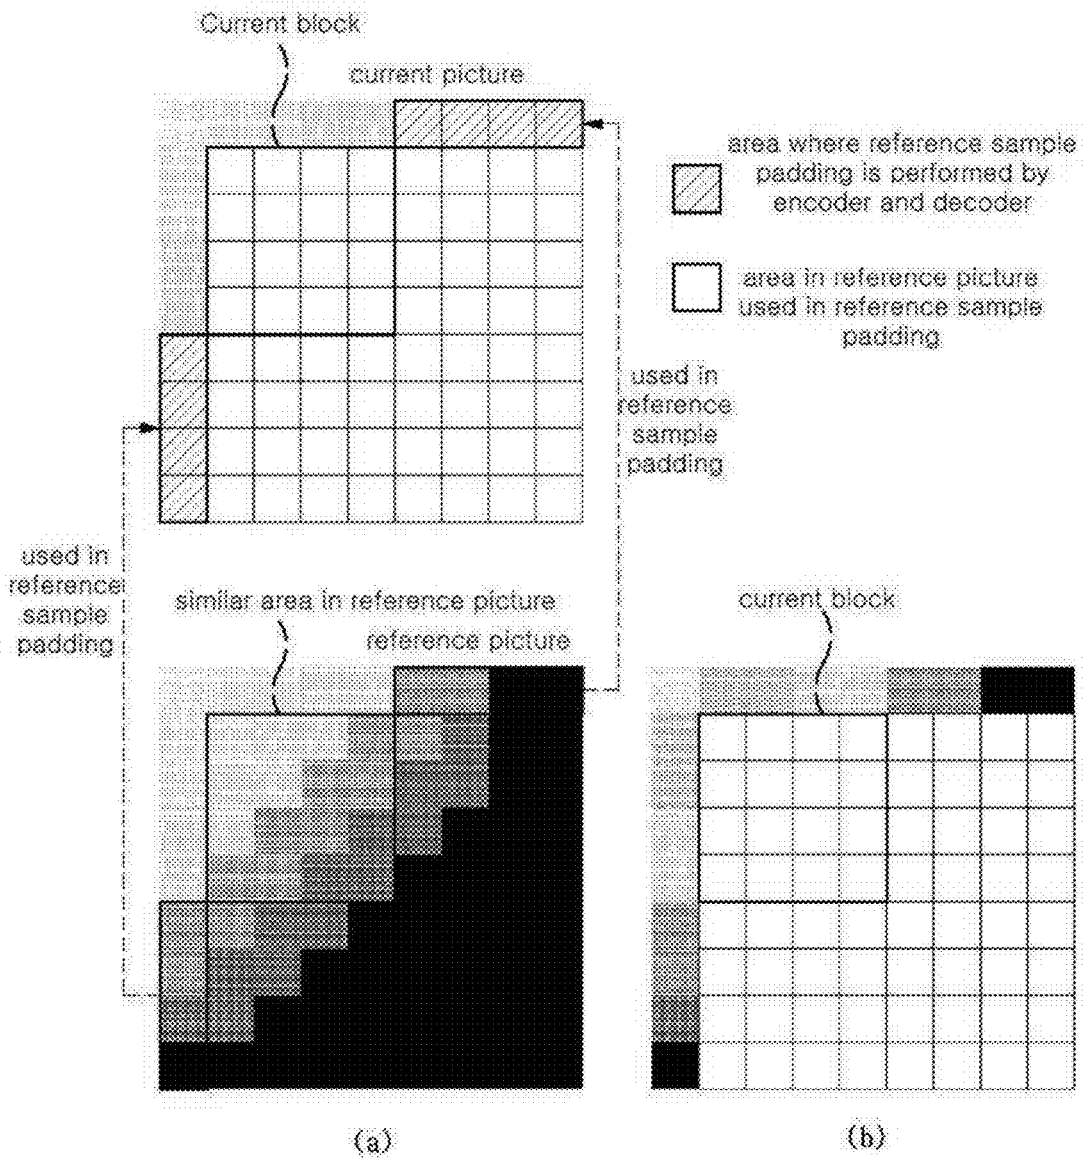 Current block
current picture
area where reference sample
padding is performed by
encoder and decoder
area in reference picture
used in reference sample
padding
used in
reference
sample
padding
used in
reference
sample
padding
similar area in reference picture
reference picture
current block
(a)
(b)